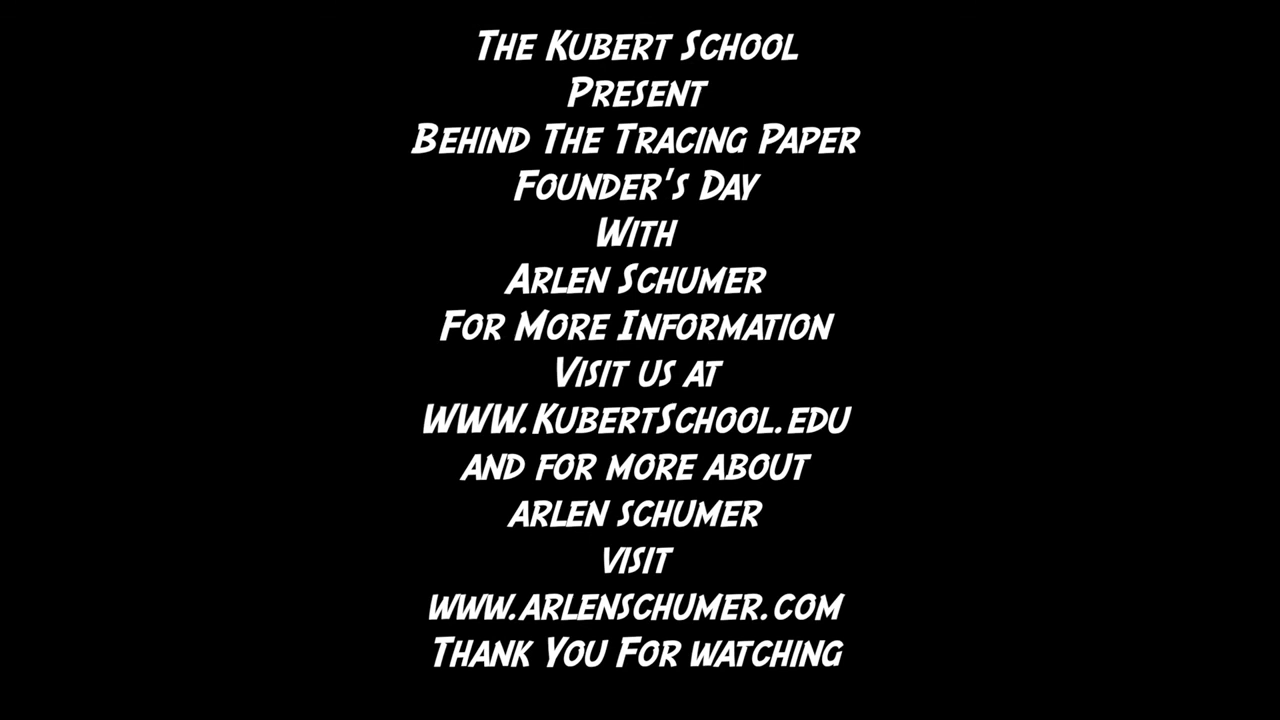 The Kubert School
Present
Behind The Tracing Paper
Founder's Day
With
Arlen Schumer
For More Information
Visit us at
WWW.KubertSchool.edu
and for more about
arlen schumer
visit
www.arlenschumer.com
Thank You For watching